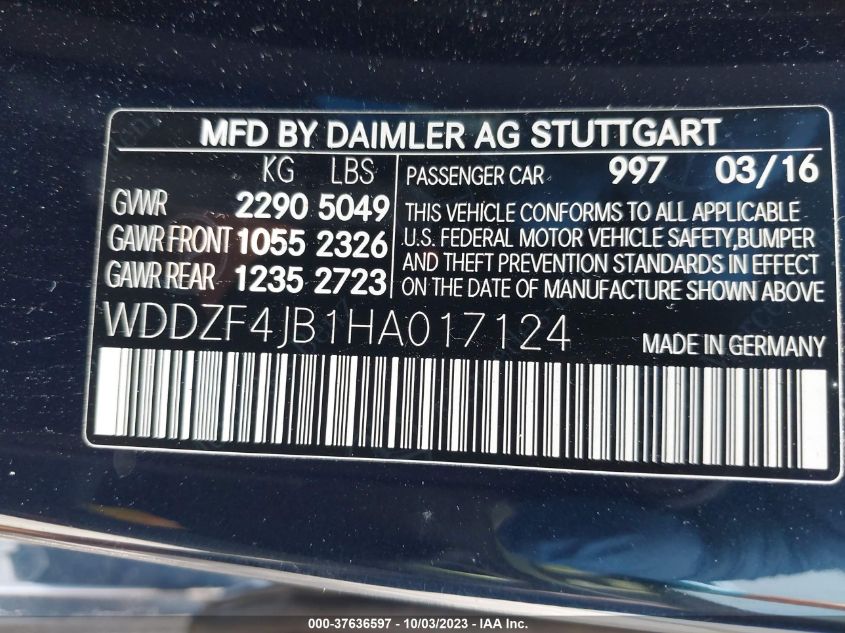 MFD BY DAIMLER AG STUTTGART
KG LBS
GVWR 2290 5049
GAWR FRONT 1055 2326
GAWR REAR 1235 2723
PASSENGER CAR 997 03/16
THIS VEHICLE CONFORMS TO ALL APPLICABLE
U.S. FEDERAL MOTOR VEHICLE SAFETY,BUMPER
AND THEFT PREVENTION STANDARDS IN EFFECT
ON THE DATE OF MANUFACTURE SHOWN ABOVE
WDDZF4JB1HA017124
MADE IN GERMANY
000-37636597 - 10/03/2023 - IAA Inc.